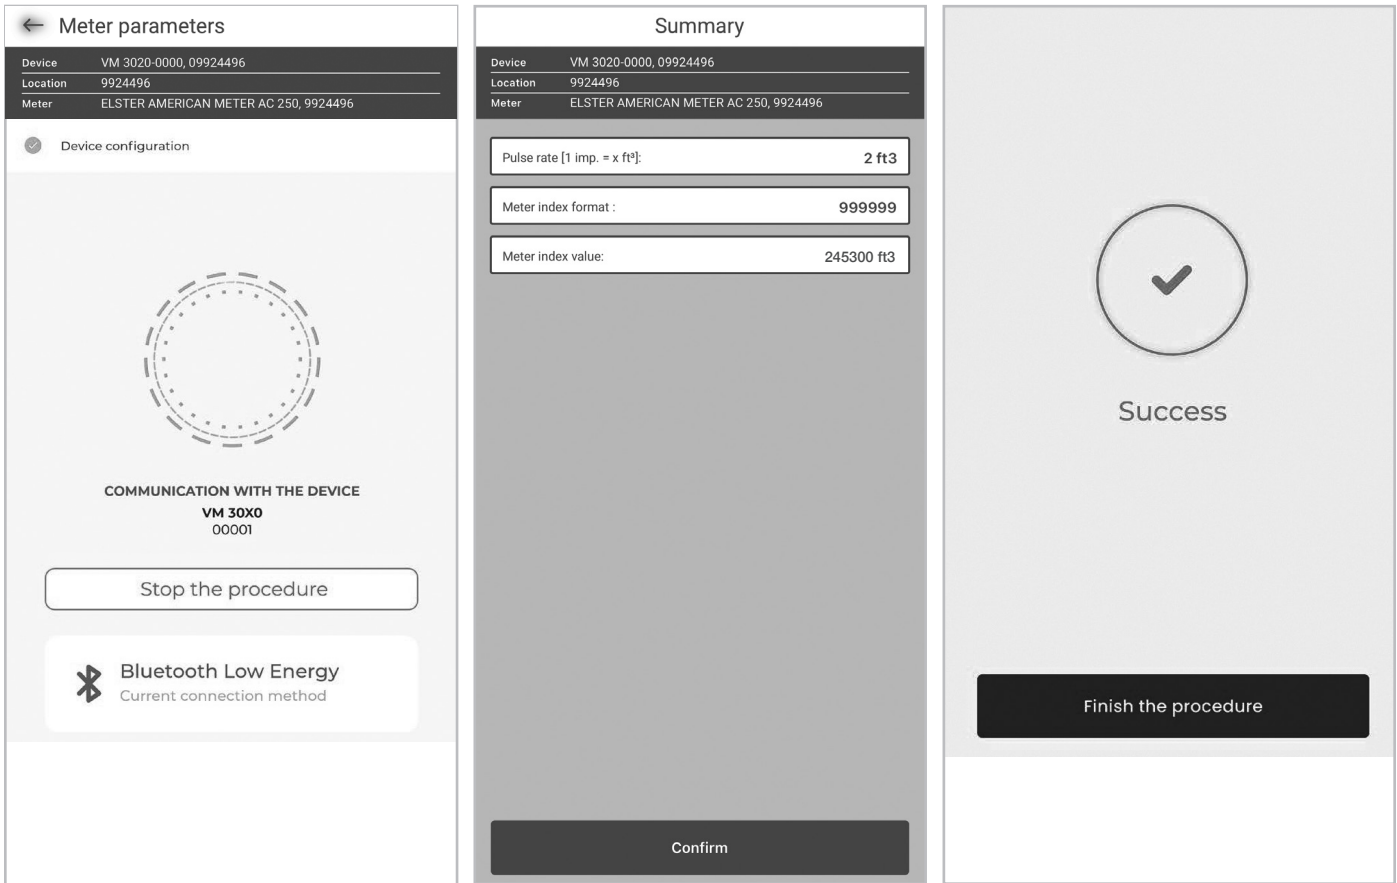 Meter parameters
Device VM 3020-0000, 09924496
Location 9924496
Meter ELSTER AMERICAN METER AC 250, 9924496
Device configuration
COMMUNICATION WITH THE DEVICE
VM 30X0
00001
Stop the procedure
Bluetooth Low Energy
Current connection method
Summary
Device VM 3020-0000, 09924496
Location 9924496
Meter ELSTER AMERICAN METER AC 250, 9924496
Pulse rate [1 imp. = x ft³]: 2 ft3
Meter index format : 999999
Meter index value: 245300 ft3
Confirm
Success
Finish the procedure